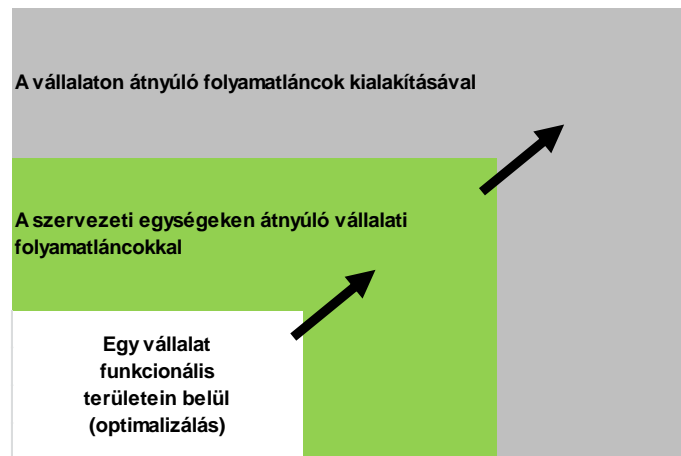 A vállalaton átnyúló folyamatláncok kialakításával
A szervezeti egységeken átnyúló vállalati
folyamatláncokkal
Egy vállalat
funkcionális
területein belül
(optimalizálás)